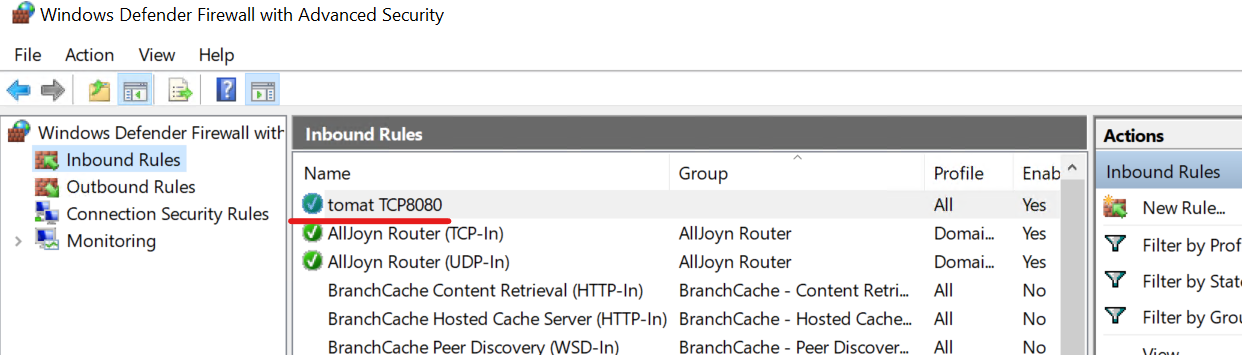 Windows Defender Firewall with Advanced Security
File Action View Help
Windows Defender Firewall with
Inbound Rules
Outbound Rules
Connection Security Rules
Monitoring
Inbound Rules
Name Group Profile Enab
tomat TCP8080 All Yes
AllJoyn Router (TCP-In) AllJoyn Router Domai... Yes
AllJoyn Router (UDP-In) AllJoyn Router Domai... Yes
BranchCache Content Retrieval (HTTP-In) BranchCache - Content Retri... All No
BranchCache Hosted Cache Server (HTTP-In) BranchCache - Hosted Cache... All No
BranchCache Peer Discovery (WSD-In) BranchCache - Peer Discove... All No
Actions
Inbound Rules
New Rule...
Filter by Prof
Filter by Stat
Filter by Grou
View